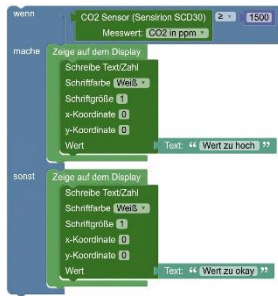 wenn
CO2 Sensor (Sensirion SCD30)
Messwert: CO2 in ppm
≥ 1500
mache
Zeige auf dem Display
Schreibe Text/Zahl
Schriftfarbe Weiß
Schriftgröße 1
x-Koordinate 0
y-Koordinate 0
Wert Text: “ Wert zu hoch ”
sonst
Zeige auf dem Display
Schreibe Text/Zahl
Schriftfarbe Weiß
Schriftgröße 1
x-Koordinate 0
y-Koordinate 0
Wert Text: “ Wert zu okay ”